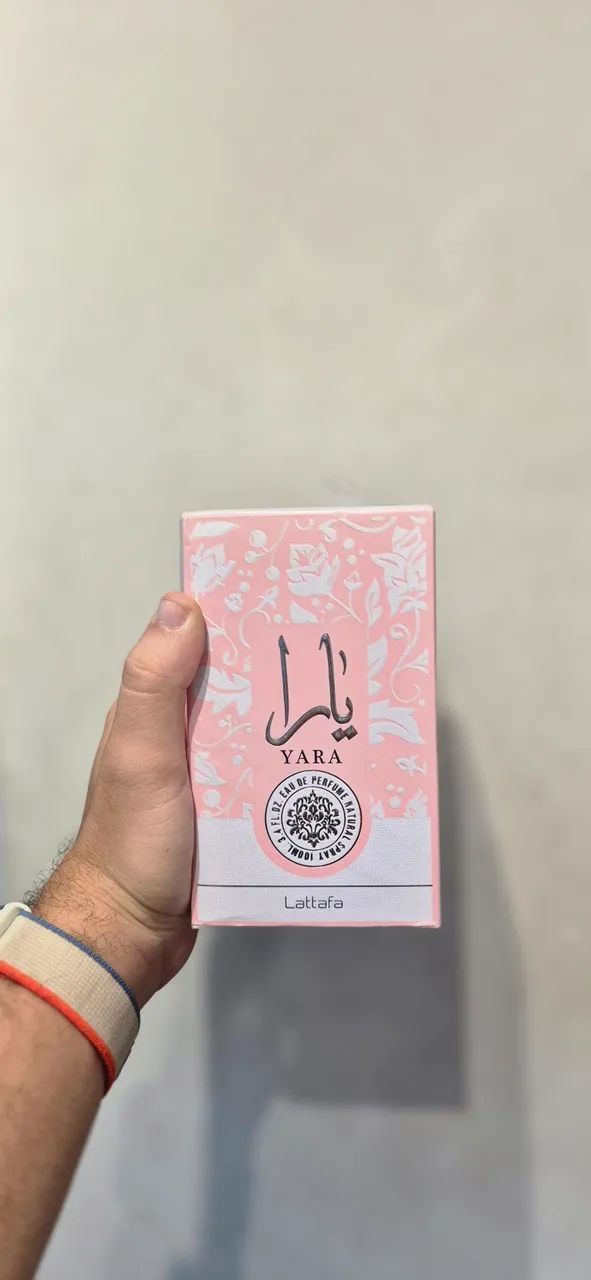 يارا
YARA
EAU DE PERFUME NATURAL SPRAY 100ML. 3.4 FL.OZ.
Lattafa